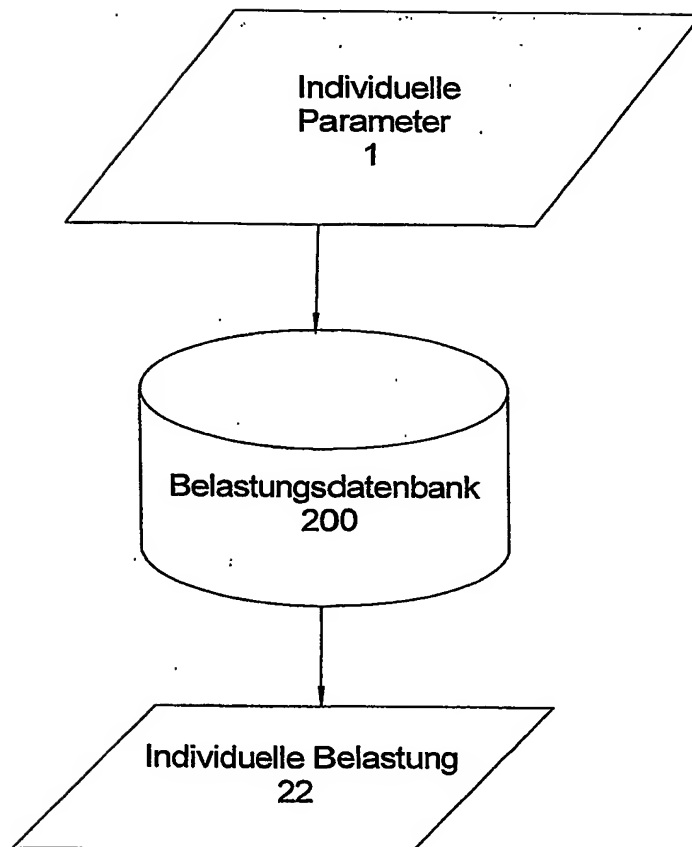 Individuelle
Parameter
1
Belastungsdatenbank
200
Individuelle Belastung
22